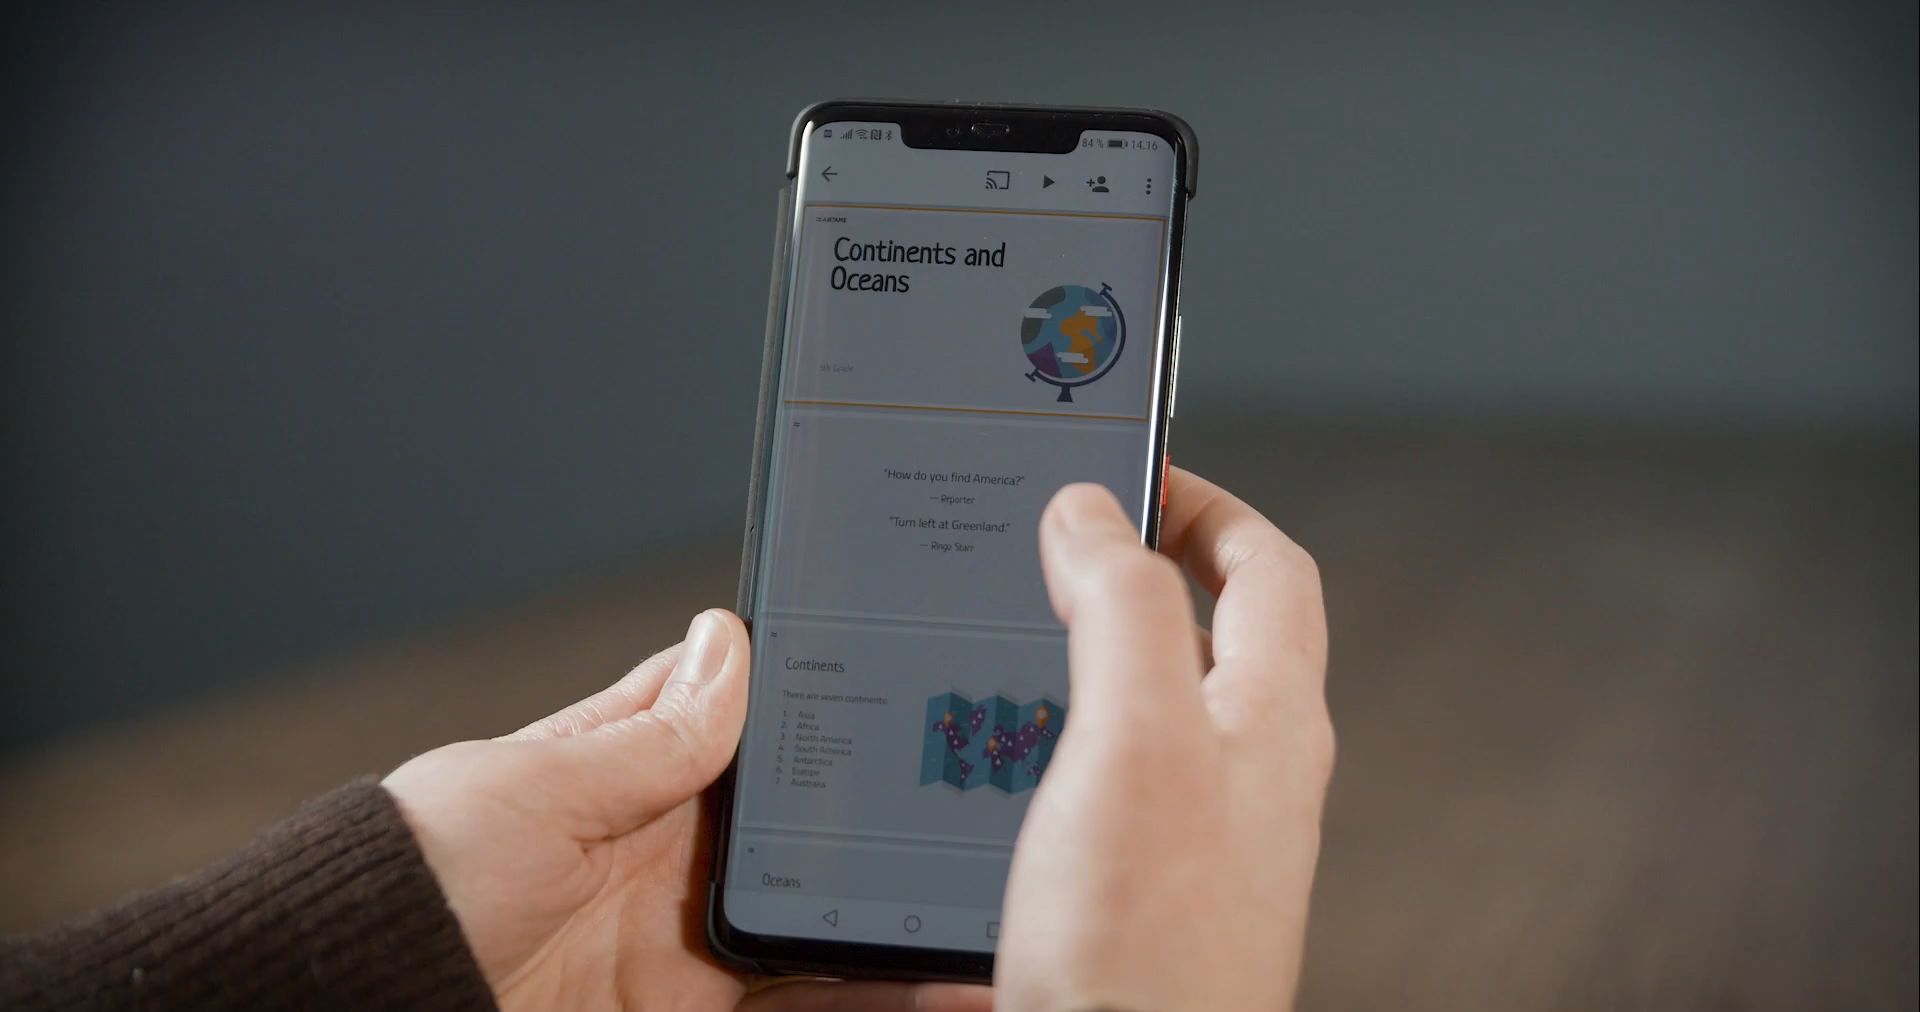 84 % 14.16
Continents and
Oceans
5th Grade
"How do you find America?"
— Reporter
"Turn left at Greenland."
— Ringo Starr
Continents
There are seven continents:
1. Asia
2. Africa
3. North America
4. South America
5. Antarctica
6. Europe
7. Australia
Oceans